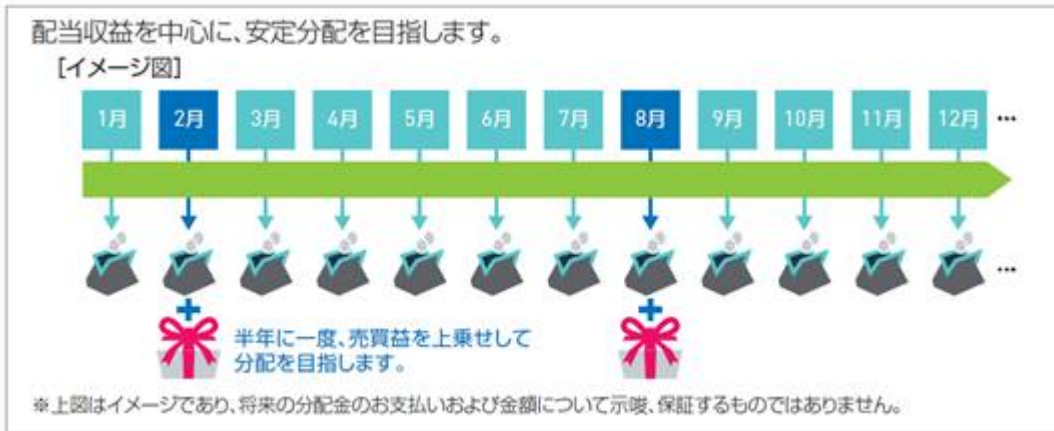 配当収益を中心に、安定分配を目指します。
[イメージ図]
1月 2月 3月 4月 5月 6月 7月 8月 9月 10月 11月 12月 …
…
半年に一度、売買益を上乗せして
分配を目指します。
※上図はイメージであり、将来の分配金のお支払いおよび金額について示唆、保証するものではありません。